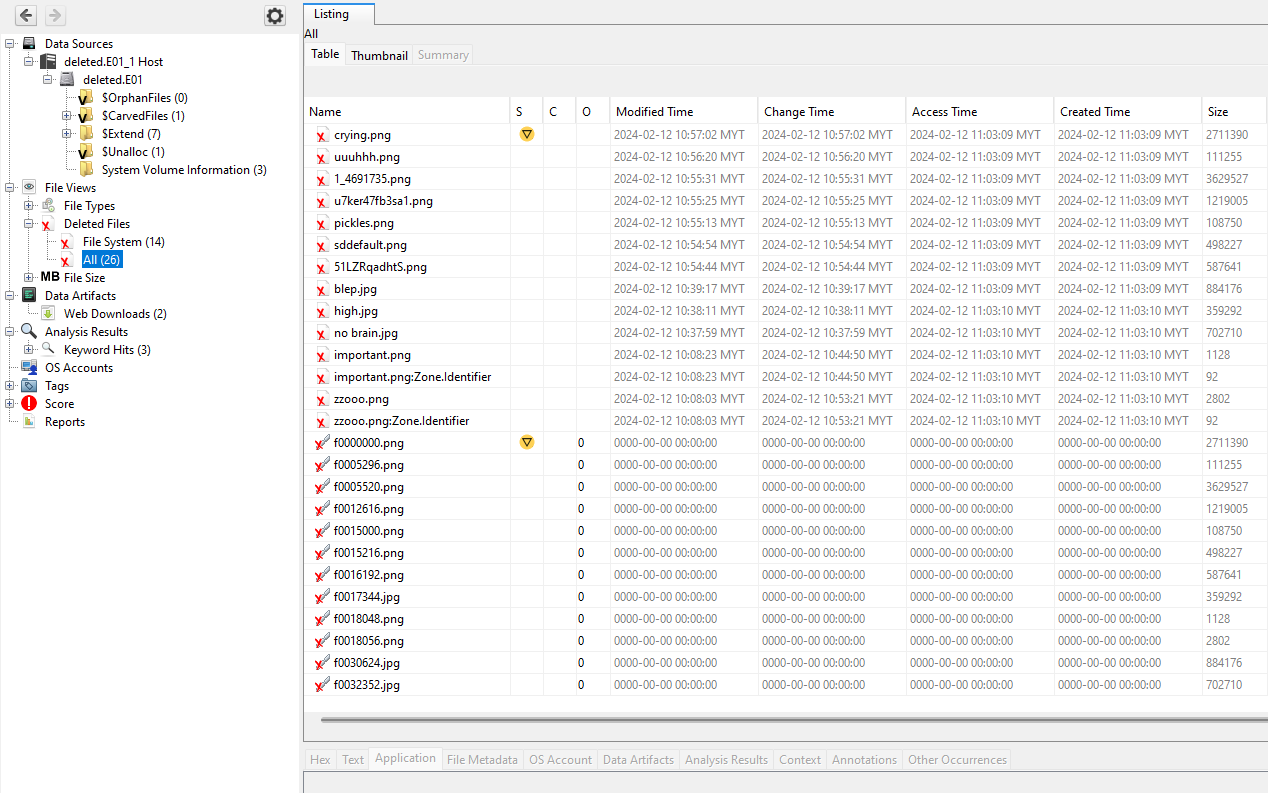 Listing
All
Table Thumbnail Summary
Data Sources
deleted.E01_1 Host
deleted.E01
$OrphanFiles (0)
$CarvedFiles (1)
$Extend (7)
$Unalloc (1)
System Volume Information (3)
File Views
File Types
Deleted Files
File System (14)
All (26)
MB File Size
Data Artifacts
Web Downloads (2)
Analysis Results
Keyword Hits (3)
OS Accounts
Tags
Score
Reports
Name S C O Modified Time Change Time Access Time Created Time Size
crying.png 2024-02-12 10:57:02 MYT 2024-02-12 10:57:02 MYT 2024-02-12 11:03:09 MYT 2024-02-12 11:03:09 MYT 2711390
uuuhhh.png 2024-02-12 10:56:20 MYT 2024-02-12 10:56:20 MYT 2024-02-12 11:03:09 MYT 2024-02-12 11:03:09 MYT 111255
1_4691735.png 2024-02-12 10:55:31 MYT 2024-02-12 10:55:31 MYT 2024-02-12 11:03:09 MYT 2024-02-12 11:03:09 MYT 3629527
u7ker47fb3sa1.png 2024-02-12 10:55:25 MYT 2024-02-12 10:55:25 MYT 2024-02-12 11:03:09 MYT 2024-02-12 11:03:09 MYT 1219005
pickles.png 2024-02-12 10:55:13 MYT 2024-02-12 10:55:13 MYT 2024-02-12 11:03:09 MYT 2024-02-12 11:03:09 MYT 108750
sddefault.png 2024-02-12 10:54:54 MYT 2024-02-12 10:54:54 MYT 2024-02-12 11:03:09 MYT 2024-02-12 11:03:09 MYT 498227
51LZRqadhtS.png 2024-02-12 10:54:44 MYT 2024-02-12 10:54:44 MYT 2024-02-12 11:03:09 MYT 2024-02-12 11:03:09 MYT 587641
blep.jpg 2024-02-12 10:39:17 MYT 2024-02-12 10:39:17 MYT 2024-02-12 11:03:09 MYT 2024-02-12 11:03:09 MYT 884176
high.jpg 2024-02-12 10:38:11 MYT 2024-02-12 10:38:11 MYT 2024-02-12 11:03:10 MYT 2024-02-12 11:03:10 MYT 359292
no brain.jpg 2024-02-12 10:37:59 MYT 2024-02-12 10:37:59 MYT 2024-02-12 11:03:10 MYT 2024-02-12 11:03:10 MYT 702710
important.png 2024-02-12 10:08:23 MYT 2024-02-12 10:44:50 MYT 2024-02-12 11:03:10 MYT 2024-02-12 11:03:10 MYT 1128
important.png:Zone.Identifier 2024-02-12 10:08:23 MYT 2024-02-12 10:44:50 MYT 2024-02-12 11:03:10 MYT 2024-02-12 11:03:10 MYT 92
zzooo.png 2024-02-12 10:08:03 MYT 2024-02-12 10:53:21 MYT 2024-02-12 11:03:10 MYT 2024-02-12 11:03:10 MYT 2802
zzooo.png:Zone.Identifier 2024-02-12 10:08:03 MYT 2024-02-12 10:53:21 MYT 2024-02-12 11:03:10 MYT 2024-02-12 11:03:10 MYT 92
f0000000.png 0 0000-00-00 00:00:00 0000-00-00 00:00:00 0000-00-00 00:00:00 0000-00-00 00:00:00 2711390
f0005296.png 0 0000-00-00 00:00:00 0000-00-00 00:00:00 0000-00-00 00:00:00 0000-00-00 00:00:00 111255
f0005520.png 0 0000-00-00 00:00:00 0000-00-00 00:00:00 0000-00-00 00:00:00 0000-00-00 00:00:00 3629527
f0012616.png 0 0000-00-00 00:00:00 0000-00-00 00:00:00 0000-00-00 00:00:00 0000-00-00 00:00:00 1219005
f0015000.png 0 0000-00-00 00:00:00 0000-00-00 00:00:00 0000-00-00 00:00:00 0000-00-00 00:00:00 108750
f0015216.png 0 0000-00-00 00:00:00 0000-00-00 00:00:00 0000-00-00 00:00:00 0000-00-00 00:00:00 498227
f0016192.png 0 0000-00-00 00:00:00 0000-00-00 00:00:00 0000-00-00 00:00:00 0000-00-00 00:00:00 587641
f0017344.jpg 0 0000-00-00 00:00:00 0000-00-00 00:00:00 0000-00-00 00:00:00 0000-00-00 00:00:00 359292
f0018048.png 0 0000-00-00 00:00:00 0000-00-00 00:00:00 0000-00-00 00:00:00 0000-00-00 00:00:00 1128
f0018056.png 0 0000-00-00 00:00:00 0000-00-00 00:00:00 0000-00-00 00:00:00 0000-00-00 00:00:00 2802
f0030624.jpg 0 0000-00-00 00:00:00 0000-00-00 00:00:00 0000-00-00 00:00:00 0000-00-00 00:00:00 884176
f0032352.jpg 0 0000-00-00 00:00:00 0000-00-00 00:00:00 0000-00-00 00:00:00 0000-00-00 00:00:00 702710
Hex Text Application File Metadata OS Account Data Artifacts Analysis Results Context Annotations Other Occurrences